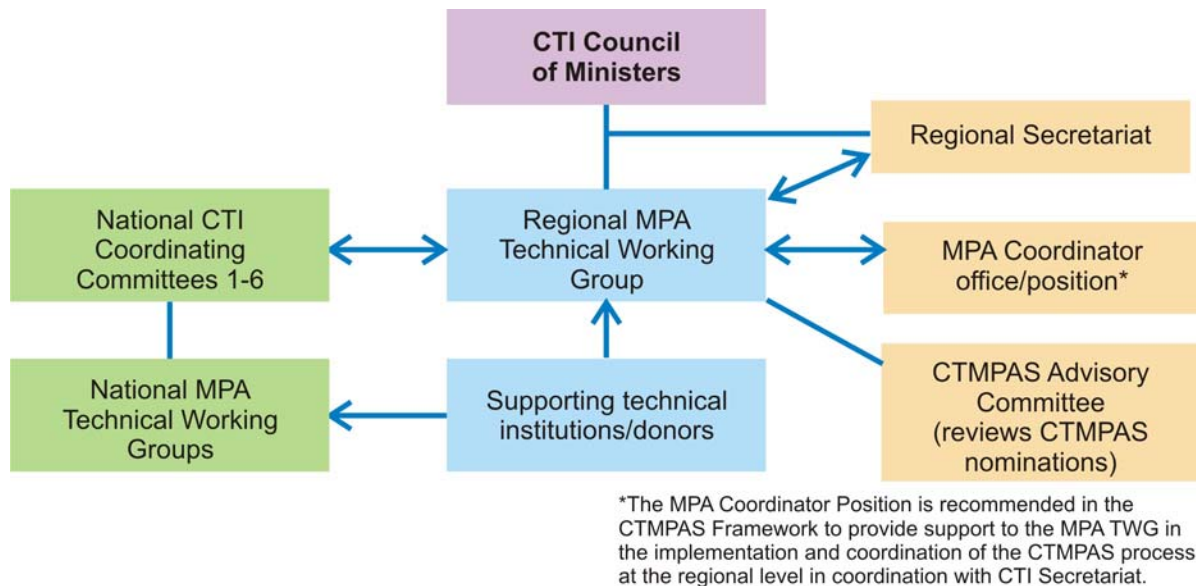 CTI Council
of Ministers
Regional Secretariat
National CTI
Coordinating
Committees 1-6
Regional MPA
Technical Working
Group
MPA Coordinator
office/position*
National MPA
Technical Working
Groups
Supporting technical
institutions/donors
CTMPAS Advisory
Committee
(reviews CTMPAS
nominations)
*The MPA Coordinator Position is recommended in the
CTMPAS Framework to provide support to the MPA TWG in
the implementation and coordination of the CTMPAS process
at the regional level in coordination with CTI Secretariat.